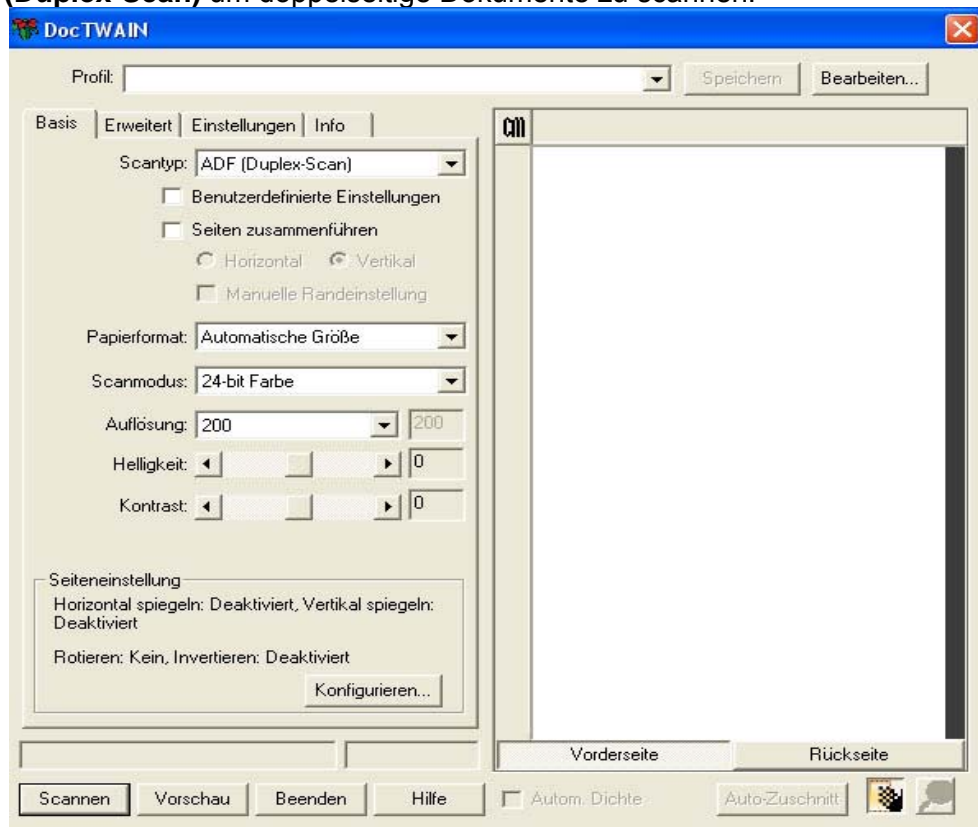 (Duplex-Scan) um doppelseitige Dokumente zu scannen.
DocTWAIN
Profil: Speichern Bearbeiten...
Basis Erweitert Einstellungen Info
Scantyp: ADF (Duplex-Scan)
Benutzerdefinierte Einstellungen
Seiten zusammenführen
Horizontal Vertikal
Manuelle Randeinstellung
Papierformat: Automatische Größe
Scanmodus: 24-bit Farbe
Auflösung: 200 200
Helligkeit: 0
Kontrast: 0
Seiteneinstellung
Horizontal spiegeln: Deaktiviert, Vertikal spiegeln:
Deaktiviert
Rotieren: Kein, Invertieren: Deaktiviert
Konfigurieren...
cm
Vorderseite Rückseite
Scannen Vorschau Beenden Hilfe Autom. Dichte Auto-Zuschnitt